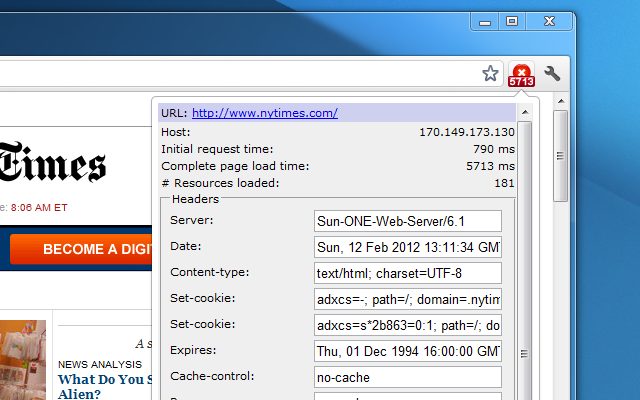 5713
URL: http://www.nytimes.com/
Host: 170.149.173.130
Initial request time: 790 ms
Complete page load time: 5713 ms
# Resources loaded: 181
Headers
Server: Sun-ONE-Web-Server/6.1
Date: Sun, 12 Feb 2012 13:11:34 GM
Content-type: text/html; charset=UTF-8
Set-cookie: adxcs=-; path=/; domain=.nytim
Set-cookie: adxcs=s*2b863=0:1; path=/; do
Expires: Thu, 01 Dec 1994 16:00:00 GM
Cache-control: no-cache
Times
e: 8:06 AM ET
BECOME A DIGI
A s
NEWS ANALYSIS
What Do You S
Alien?